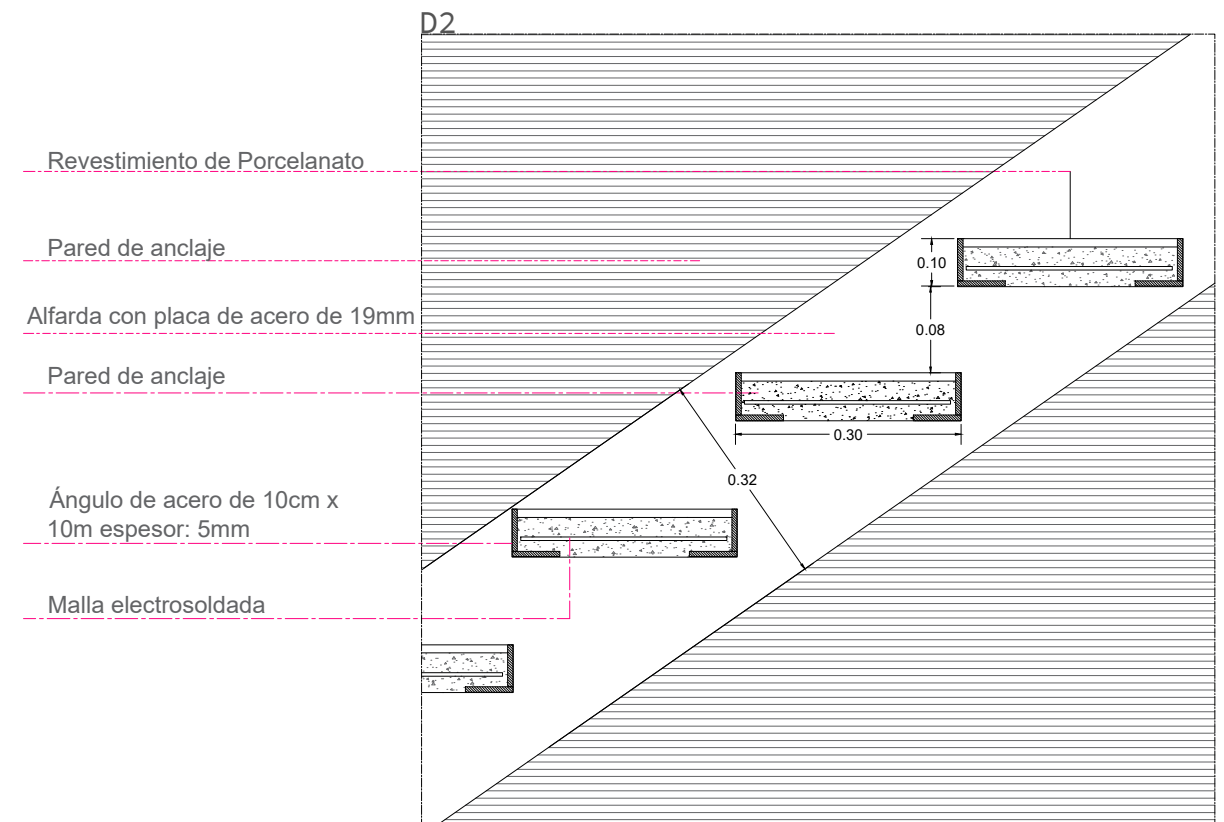 D2
Revestimiento de Porcelanato
Pared de anclaje
Alfarda con placa de acero de 19mm
Pared de anclaje
Ángulo de acero de 10cm x
10m espesor: 5mm
Malla electrosoldada
0.10
0.08
0.30
0.32